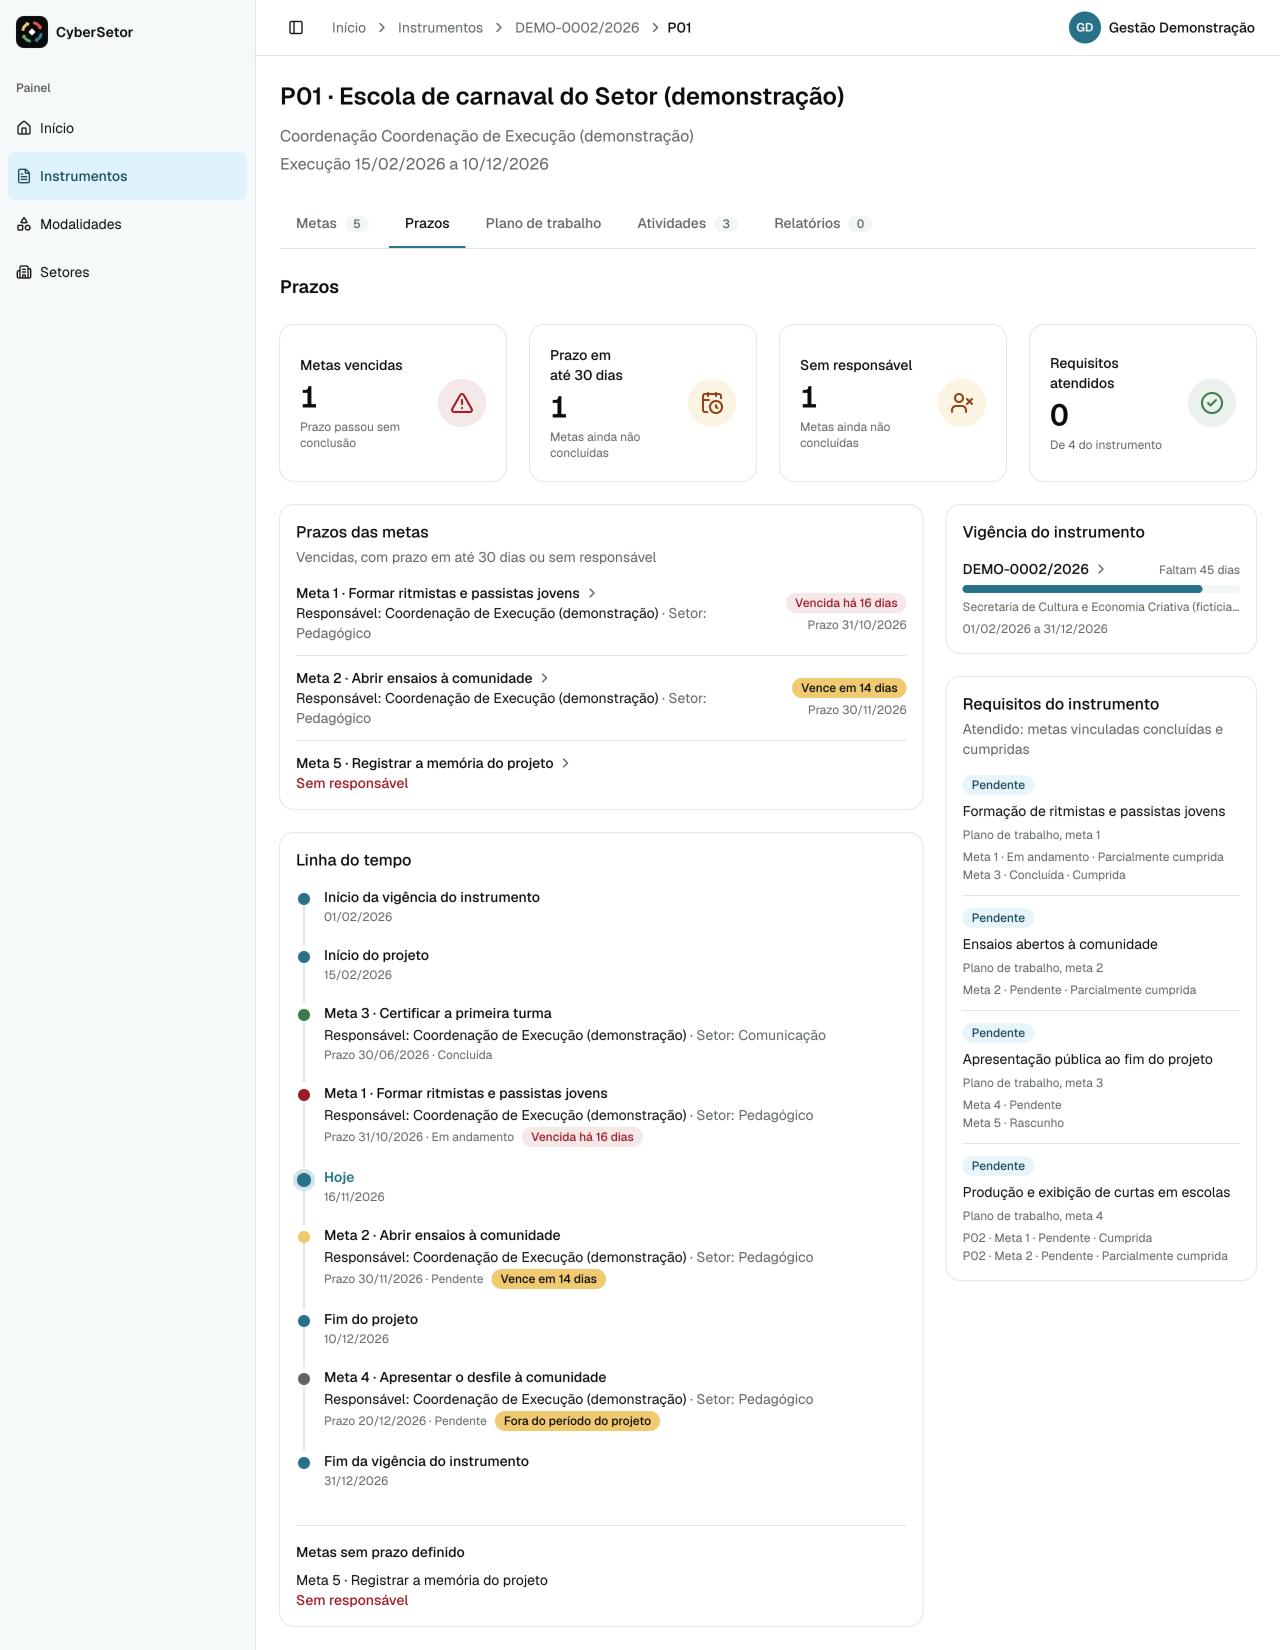 CyberSetor
Painel
Início
Instrumentos
Modalidades
Setores
Início > Instrumentos > DEMO-0002/2026 > P01
GD Gestão Demonstração
P01 · Escola de carnaval do Setor (demonstração)
Coordenação Coordenação de Execução (demonstração)
Execução 15/02/2026 a 10/12/2026
Metas 5 Prazos Plano de trabalho Atividades 3 Relatórios 0
Prazos
Metas vencidas
1
Prazo passou sem
conclusão
Prazo em
até 30 dias
1
Metas ainda não
concluídas
Sem responsável
1
Metas ainda não
concluídas
Requisitos
atendidos
0
De 4 do instrumento
Prazos das metas
Vencidas, com prazo em até 30 dias ou sem responsável
Meta 1 · Formar ritmistas e passistas jovens >
Responsável: Coordenação de Execução (demonstração) · Setor:
Pedagógico
Vencida há 16 dias
Prazo 31/10/2026
Meta 2 · Abrir ensaios à comunidade >
Responsável: Coordenação de Execução (demonstração) · Setor:
Pedagógico
Vence em 14 dias
Prazo 30/11/2026
Meta 5 · Registrar a memória do projeto >
Sem responsável
Linha do tempo
Início da vigência do instrumento
01/02/2026
Início do projeto
15/02/2026
Meta 3 · Certificar a primeira turma
Responsável: Coordenação de Execução (demonstração) · Setor: Comunicação
Prazo 30/06/2026 · Concluída
Meta 1 · Formar ritmistas e passistas jovens
Responsável: Coordenação de Execução (demonstração) · Setor: Pedagógico
Prazo 31/10/2026 · Em andamento Vencida há 16 dias
Hoje
16/11/2026
Meta 2 · Abrir ensaios à comunidade
Responsável: Coordenação de Execução (demonstração) · Setor: Pedagógico
Prazo 30/11/2026 · Pendente Vence em 14 dias
Fim do projeto
10/12/2026
Meta 4 · Apresentar o desfile à comunidade
Responsável: Coordenação de Execução (demonstração) · Setor: Pedagógico
Prazo 20/12/2026 · Pendente Fora do período do projeto
Fim da vigência do instrumento
31/12/2026
Metas sem prazo definido
Meta 5 · Registrar a memória do projeto
Sem responsável
Vigência do instrumento
DEMO-0002/2026 > Faltam 45 dias
Secretaria de Cultura e Economia Criativa (fictícia...
01/02/2026 a 31/12/2026
Requisitos do instrumento
Atendido: metas vinculadas concluídas e
cumpridas
Pendente
Formação de ritmistas e passistas jovens
Plano de trabalho, meta 1
Meta 1 · Em andamento · Parcialmente cumprida
Meta 3 · Concluída · Cumprida
Pendente
Ensaios abertos à comunidade
Plano de trabalho, meta 2
Meta 2 · Pendente · Parcialmente cumprida
Pendente
Apresentação pública ao fim do projeto
Plano de trabalho, meta 3
Meta 4 · Pendente
Meta 5 · Rascunho
Pendente
Produção e exibição de curtas em escolas
Plano de trabalho, meta 4
P02 · Meta 1 · Pendente · Cumprida
P02 · Meta 2 · Pendente · Parcialmente cumprida